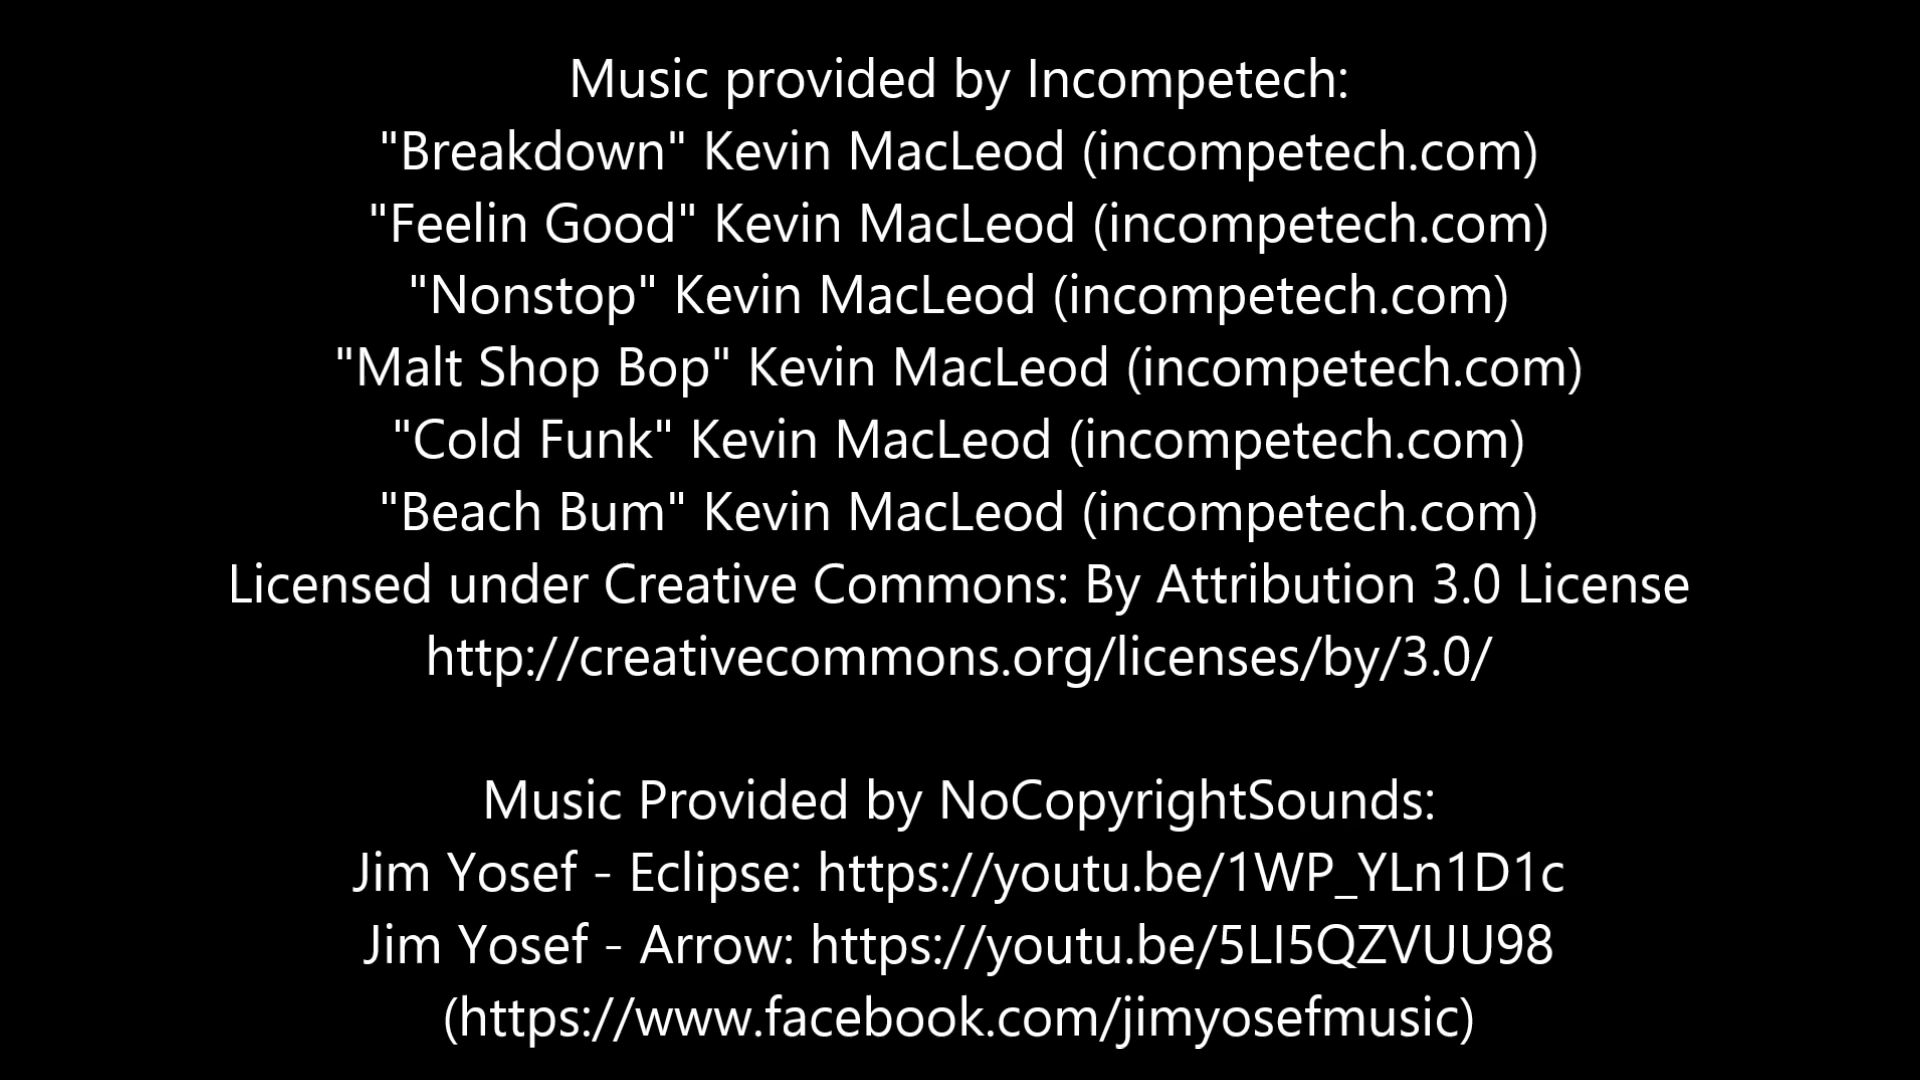 Music provided by Incompetech:
"Breakdown" Kevin MacLeod (incompetech.com)
"Feelin Good" Kevin MacLeod (incompetech.com)
"Nonstop" Kevin MacLeod (incompetech.com)
"Malt Shop Bop" Kevin MacLeod (incompetech.com)
"Cold Funk" Kevin MacLeod (incompetech.com)
"Beach Bum" Kevin MacLeod (incompetech.com)
Licensed under Creative Commons: By Attribution 3.0 License
http://creativecommons.org/licenses/by/3.0/
Music Provided by NoCopyrightSounds:
Jim Yosef - Eclipse: https://youtu.be/1WP_YLn1D1c
Jim Yosef - Arrow: https://youtu.be/5LI5QZVUU98
(https://www.facebook.com/jimyosefmusic)